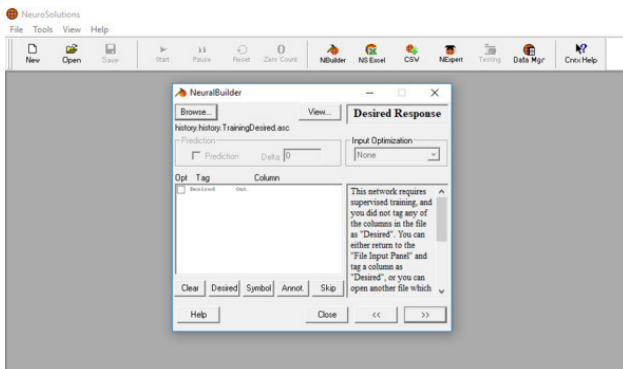 NeuroSolutions
File Tools View Help
New Open Save Start Pause Reset Zero Count NBuilder NS Excel CSV NExpert Testing Data Mgr Cntx Help
NeuralBuilder
Browse... View... Desired Response
history.history.TrainingDesired.asc
Prediction Input Optimization
Prediction Delta: 0 None
Opt Tag Column
Desired Out
This network requires
supervised training, and
you did not tag any of
the columns in the file
as "Desired". You can
either return to the
"File Input Panel" and
tag a column as
"Desired", or you can
open another file which
Clear Desired Symbol Annot. Skip
Help Close << >>